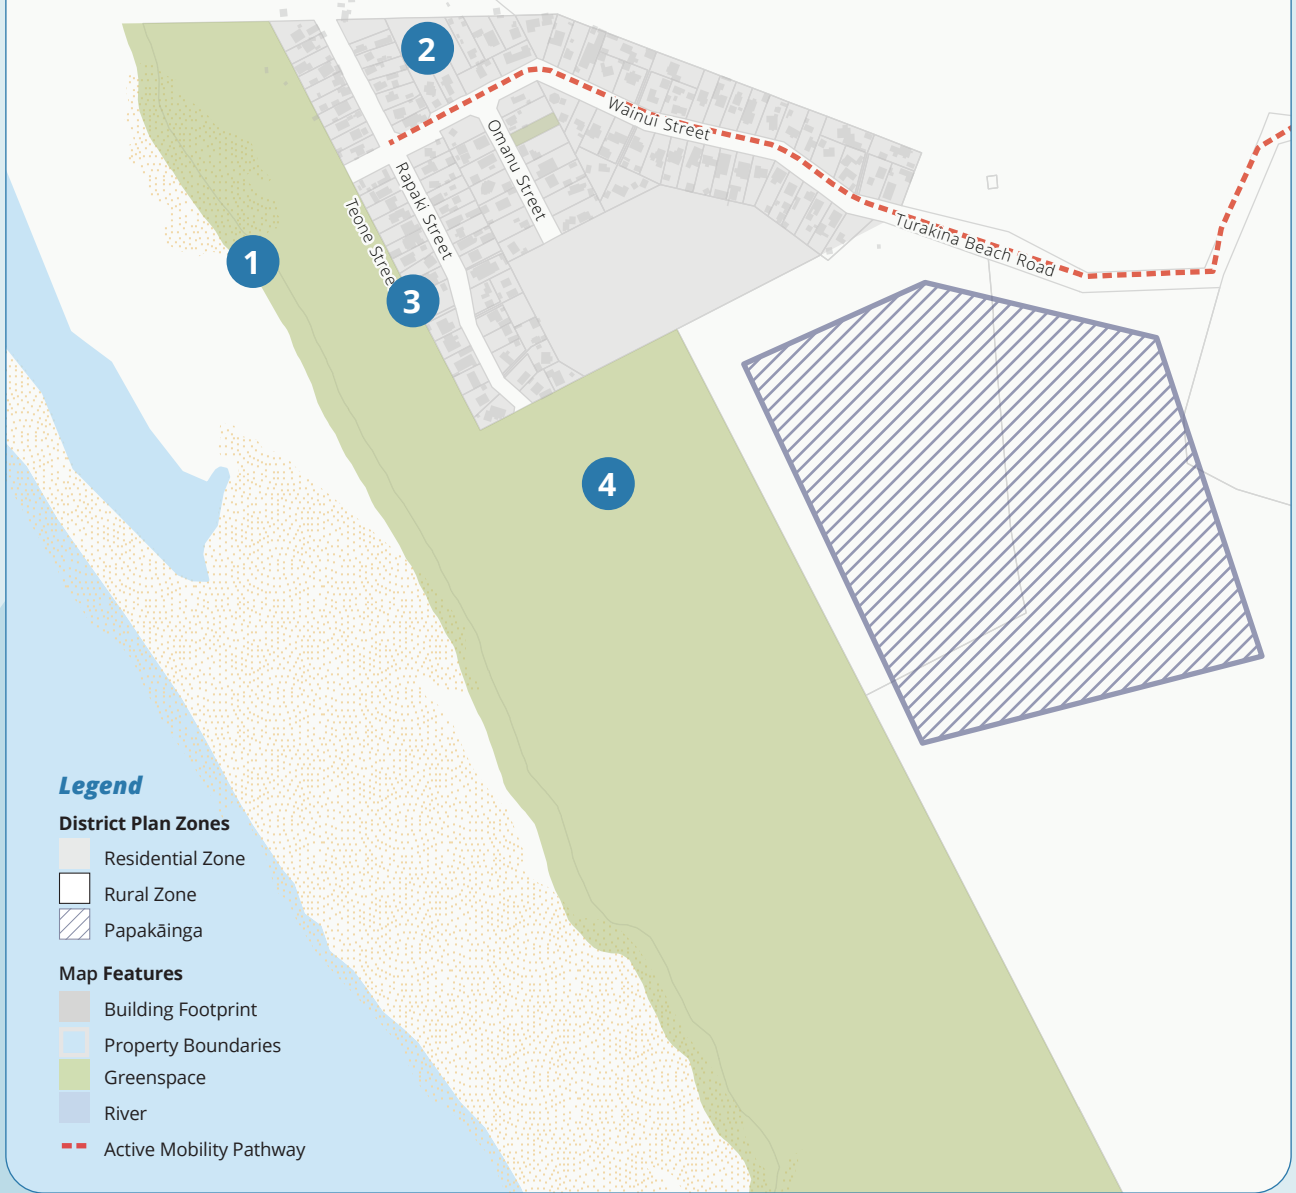 2
Wainui Street
Omanu Street
Rapaki Street
Teone Stree
Turakina Beach Road
1
3
4
Legend
District Plan Zones
Residential Zone
Rural Zone
Papakāinga
Map Features
Building Footprint
Property Boundaries
Greenspace
River
Active Mobility Pathway